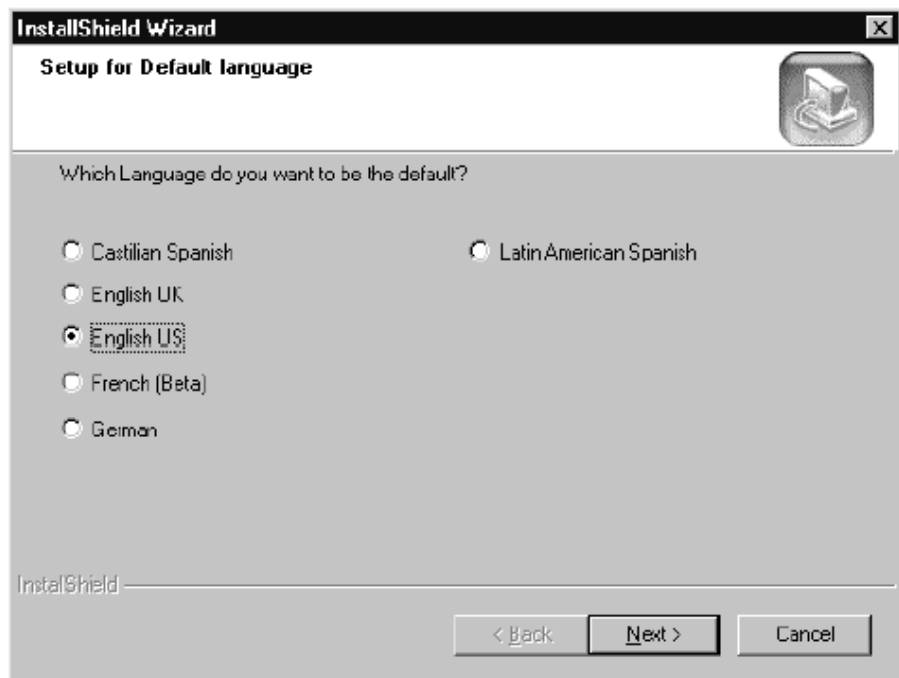 InstallShield Wizard
Setup for Default language
Which Language do you want to be the default?
Castilian Spanish
Latin American Spanish
English UK
English US
French (Beta)
German
InstallShield
< Back
Next >
Cancel